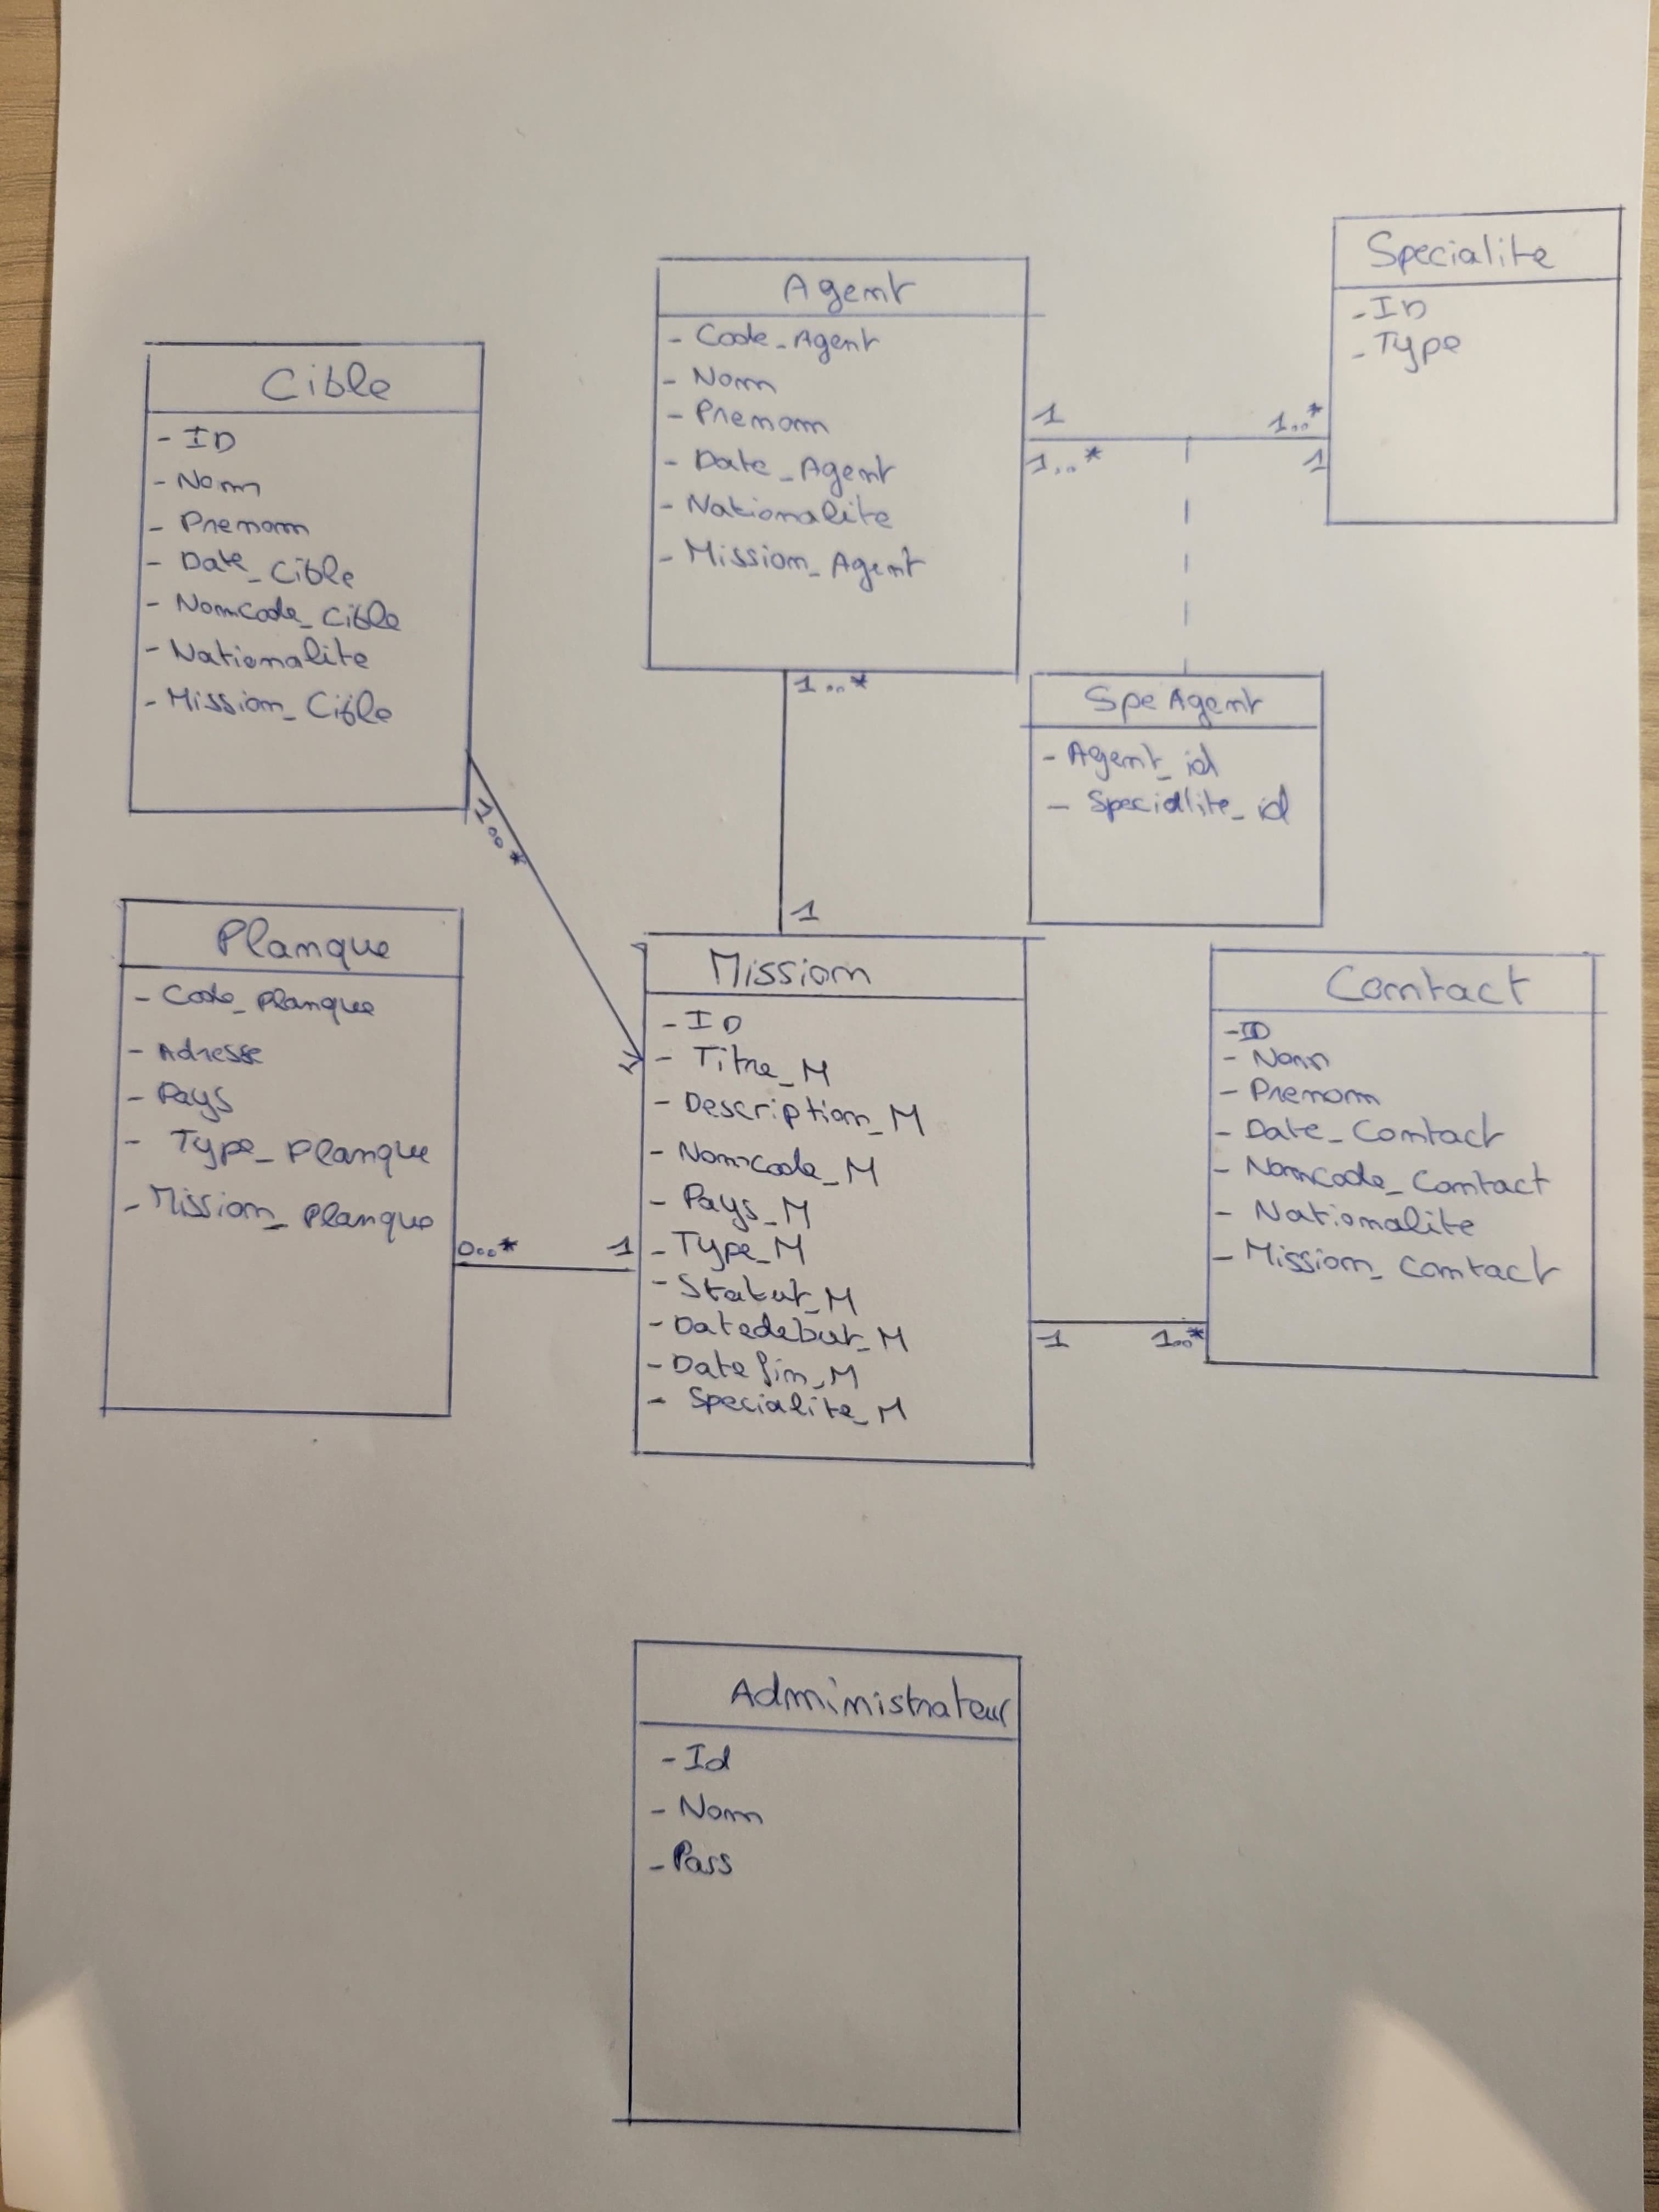 Specialite
- ID
- Type
Agent
- Code_Agent
- Nom
- Prenom
- Date_Agent
- Nationalite
- Mission_Agent
1
1..*
1..*
1
Cible
- ID
- Nom
- Prenom
- Date_Cible
- Nomcode_Cible
- Nationalite
- Mission_Cible
1..*
1
1..*
1
SpeAgent
- Agent_id
- Specialite_id
Planque
- Code_Planque
- Adresse
- Pays
- Type_Planque
- Mission_Planque
0..*
1
Mission
- ID
- Titre_M
- Description_M
- Nomcode_M
- Pays_M
- Type_M
- Statut_M
- Datedebut_M
- Datefin_M
- Specialite_M
1
1..*
Contact
- ID
- Nom
- Prenom
- Date_Contact
- Nomcode_Contact
- Nationalite
- Mission_Contact
Administrateur
- Id
- Nom
- Pass